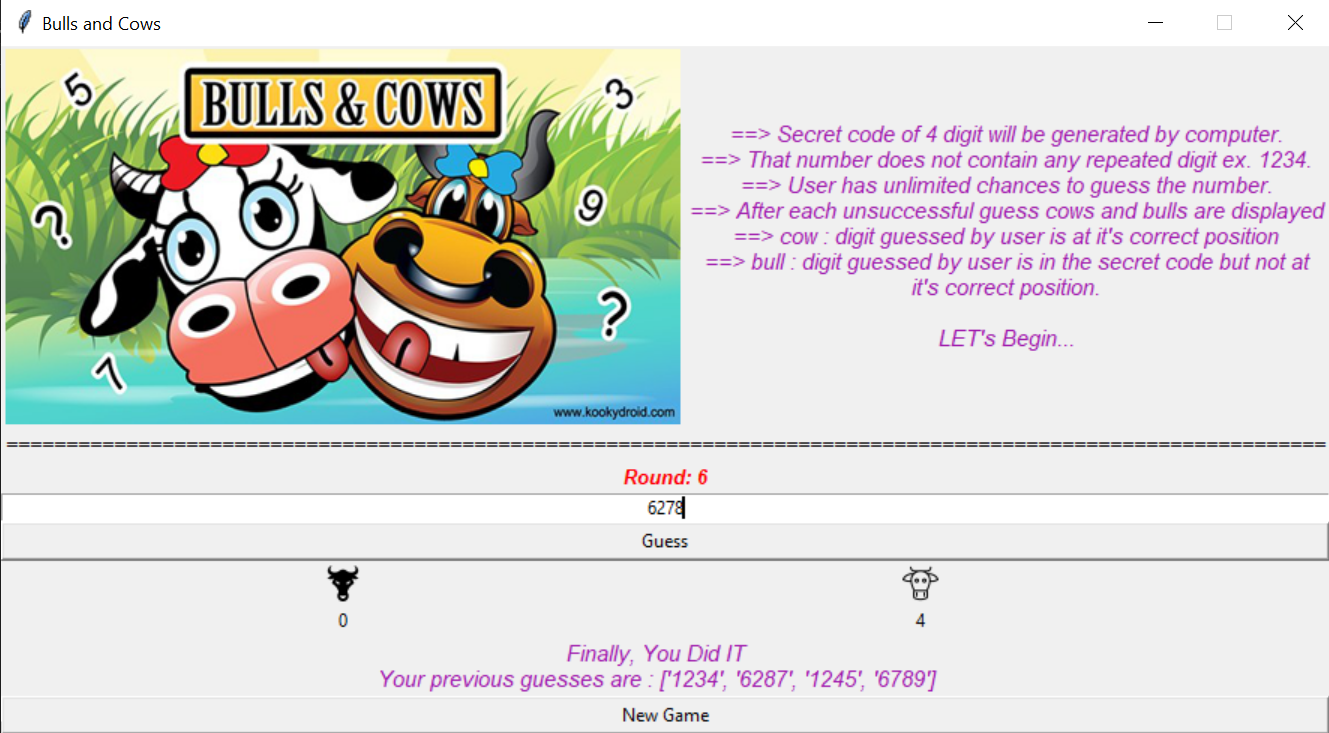 Bulls and Cows
BULLS & COWS
5
3
?
9
?
7
www.kookydroid.com
==> Secret code of 4 digit will be generated by computer.
==> That number does not contain any repeated digit ex. 1234.
==> User has unlimited chances to guess the number.
==> After each unsuccessful guess cows and bulls are displayed
==> cow : digit guessed by user is at it's correct position
==> bull : digit guessed by user is in the secret code but not at
it's correct position.
LET's Begin...
==============================================================================================================
Round: 6
6278
Guess
0
4
Finally, You Did IT
Your previous guesses are : ['1234', '6287', '1245', '6789']
New Game